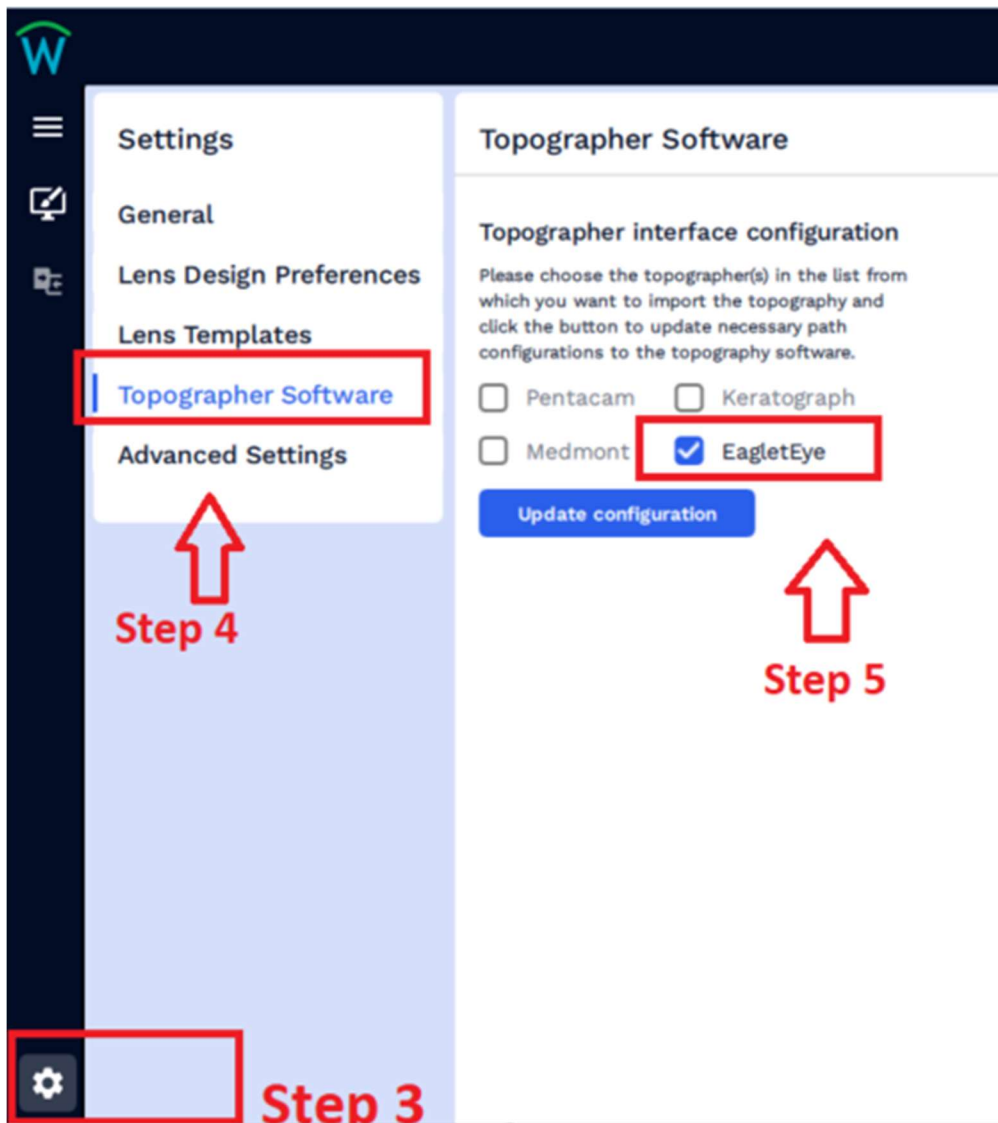 W
Settings
General
Lens Design Preferences
Lens Templates
Topographer Software
Advanced Settings
Step 4
Topographer Software
Topographer interface configuration
Please choose the topographer(s) in the list from
which you want to import the topography and
click the button to update necessary path
configurations to the topography software.
Pentacam Keratograph
Medmont EagletEye
Update configuration
Step 5
Step 3